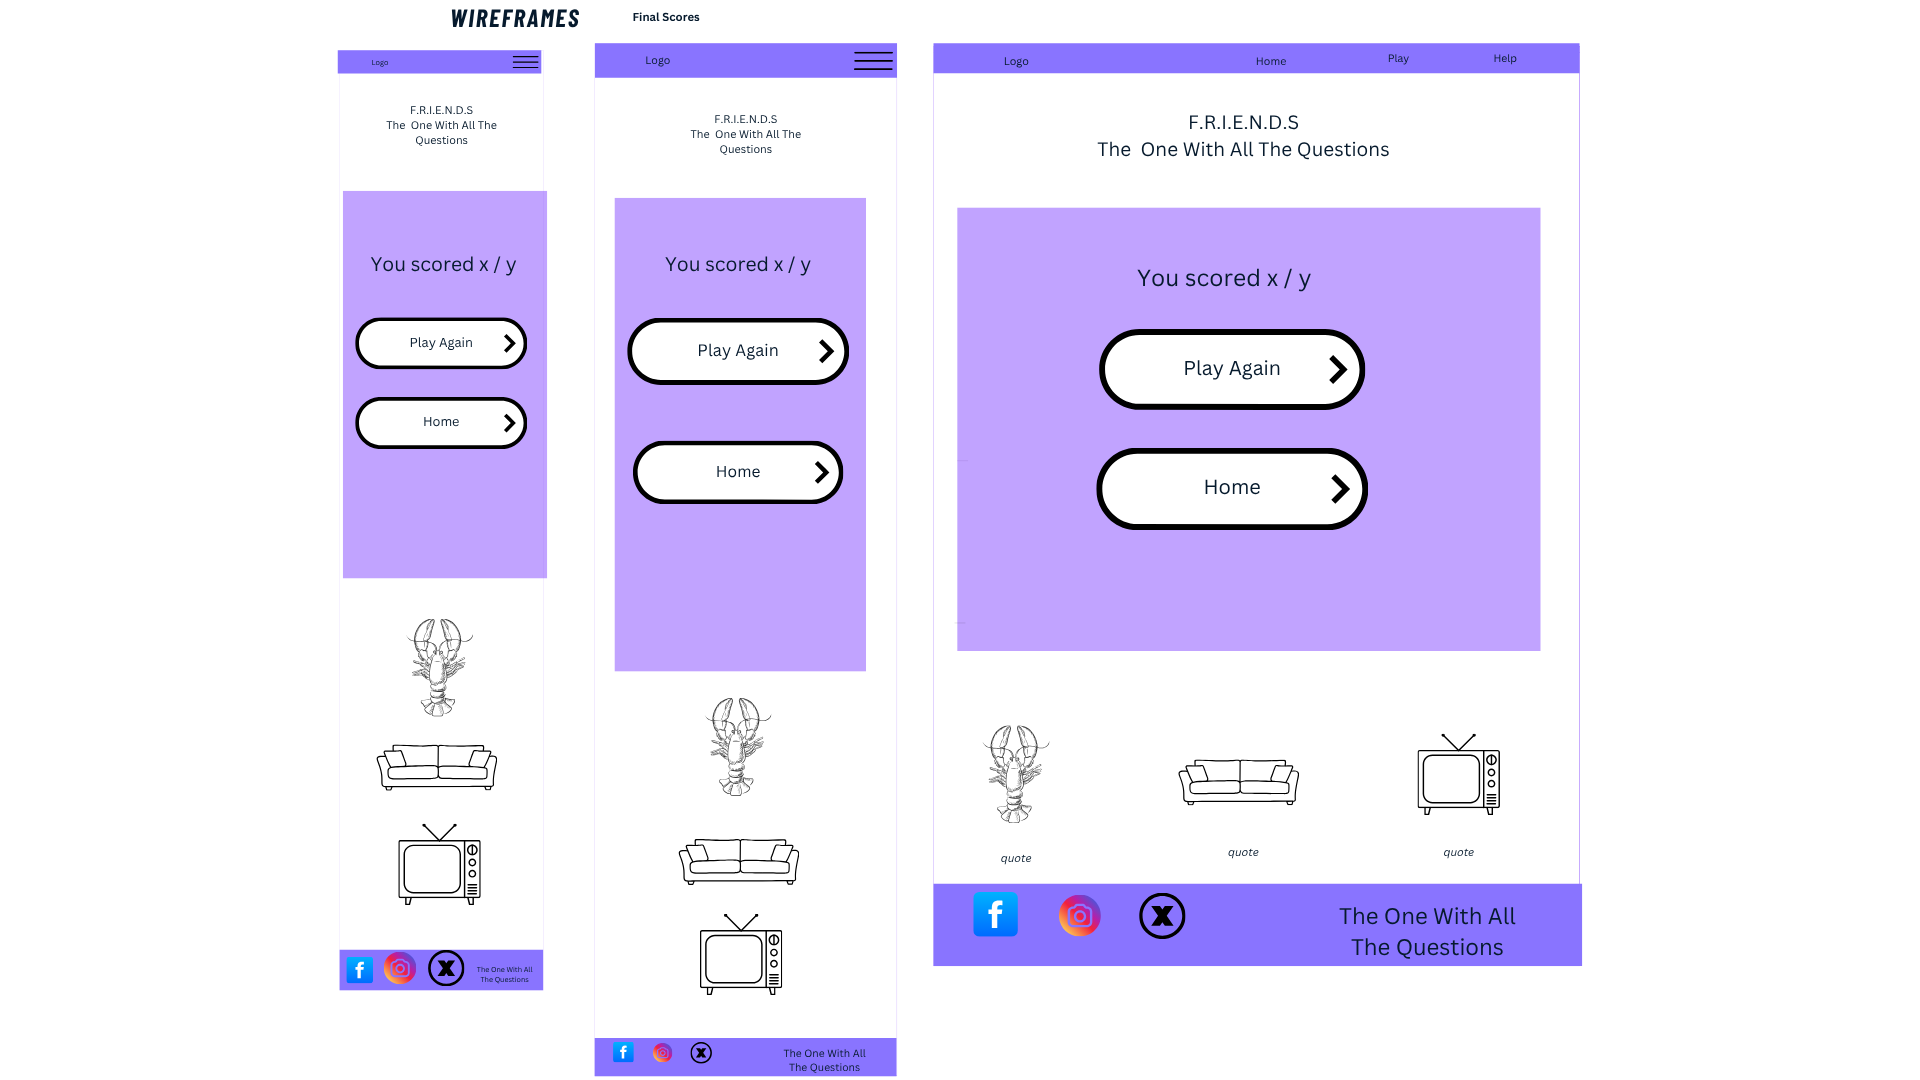 WIREFRAMES
Final Scores
Logo
F.R.I.E.N.D.S
The One With All The
Questions
You scored x / y
Play Again
Home
The One With All
The Questions
Logo
F.R.I.E.N.D.S
The One With All The
Questions
You scored x / y
Play Again
Home
The One With All
The Questions
Logo
Home
Play
Help
F.R.I.E.N.D.S
The One With All The Questions
You scored x / y
Play Again
Home
quote
quote
quote
The One With All
The Questions